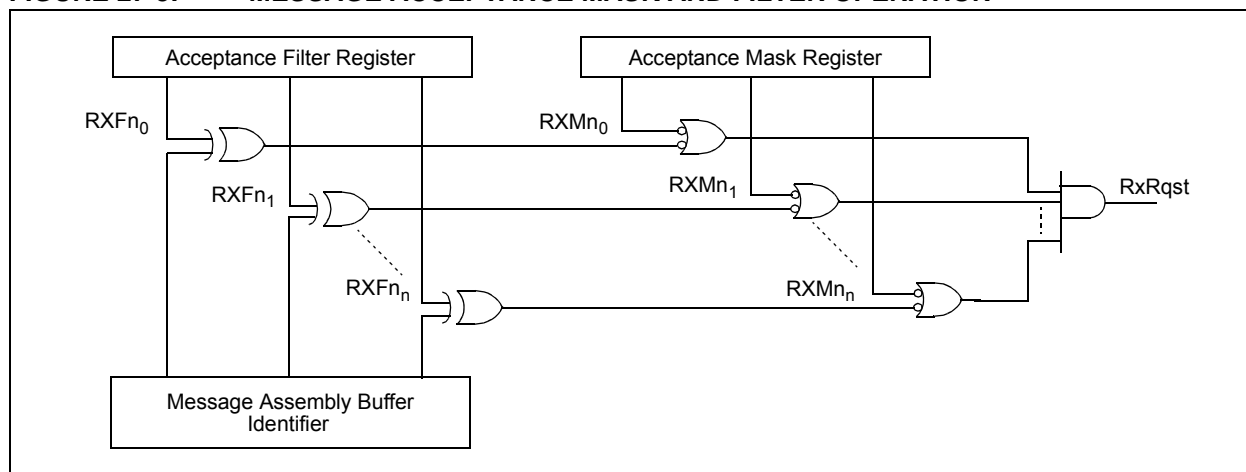 Acceptance Filter Register
Acceptance Mask Register
RXFn0
RXMn0
RXFn1
RXMn1
RxRqst
RXFnn
RXMnn
Message Assembly Buffer
Identifier